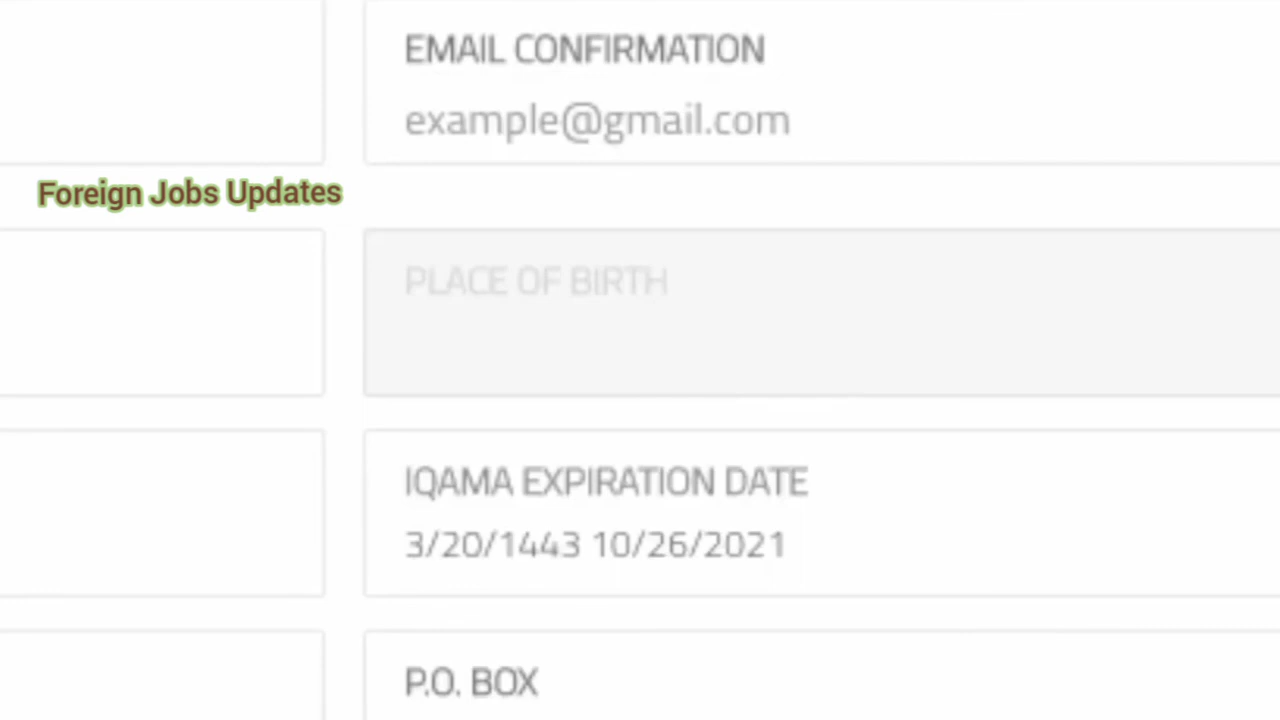 EMAIL CONFIRMATION
example@gmail.com
Foreign Jobs Updates
PLACE OF BIRTH
IQAMA EXPIRATION DATE
3/20/1443 10/26/2021
P.O. BOX